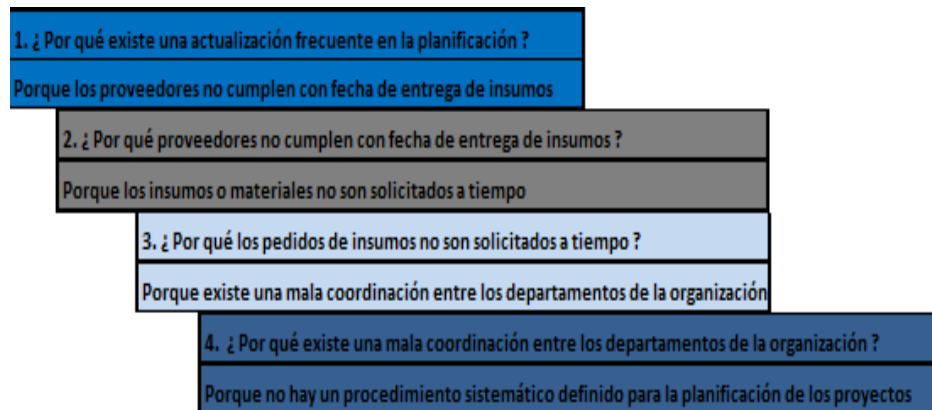 1. ¿ Por qué existe una actualización frecuente en la planificación ?
Porque los proveedores no cumplen con fecha de entrega de insumos
2. ¿ Por qué proveedores no cumplen con fecha de entrega de insumos ?
Porque los insumos o materiales no son solicitados a tiempo
3. ¿ Por qué los pedidos de insumos no son solicitados a tiempo ?
Porque existe una mala coordinación entre los departamentos de la organización
4. ¿ Por qué existe una mala coordinación entre los departamentos de la organización ?
Porque no hay un procedimiento sistemático definido para la planificación de los proyectos